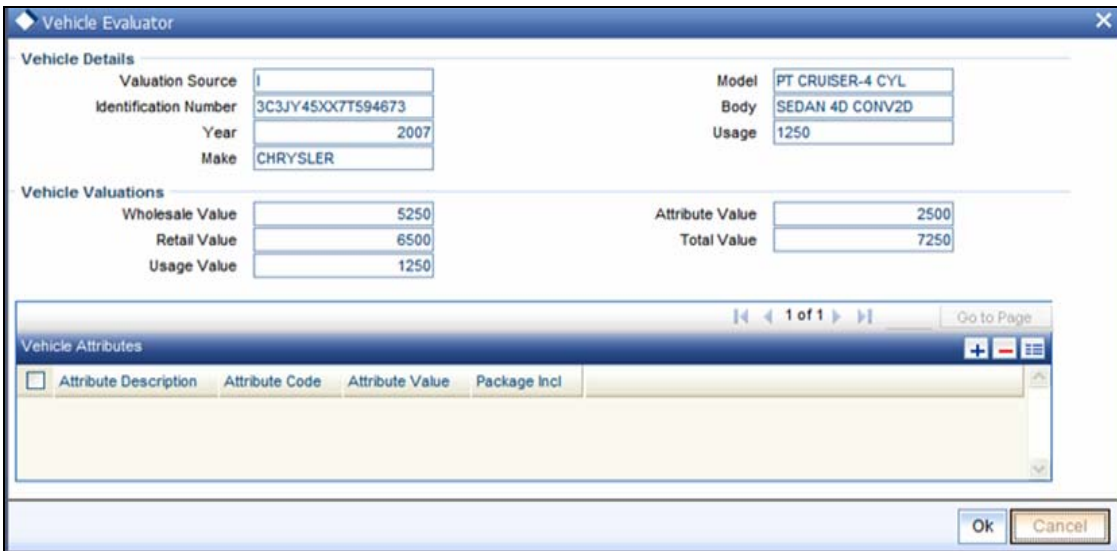 Vehicle Evaluator
Vehicle Details
Valuation Source I
Identification Number 3C3JY45XX7T594673
Year 2007
Make CHRYSLER
Model PT CRUISER-4 CYL
Body SEDAN 4D CONV2D
Usage 1250
Vehicle Valuations
Wholesale Value 5250
Retail Value 6500
Usage Value 1250
Attribute Value 2500
Total Value 7250
1 of 1 Go to Page
Vehicle Attributes
Attribute Description Attribute Code Attribute Value Package Incl
Ok Cancel